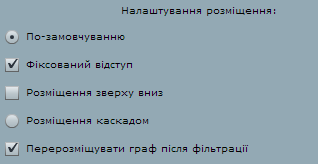 Налаштування розміщення:
По-замовчуванню
Фіксований відступ
Розміщення зверху вниз
Розміщення каскадом
Перерозміщувати граф після фільтрації